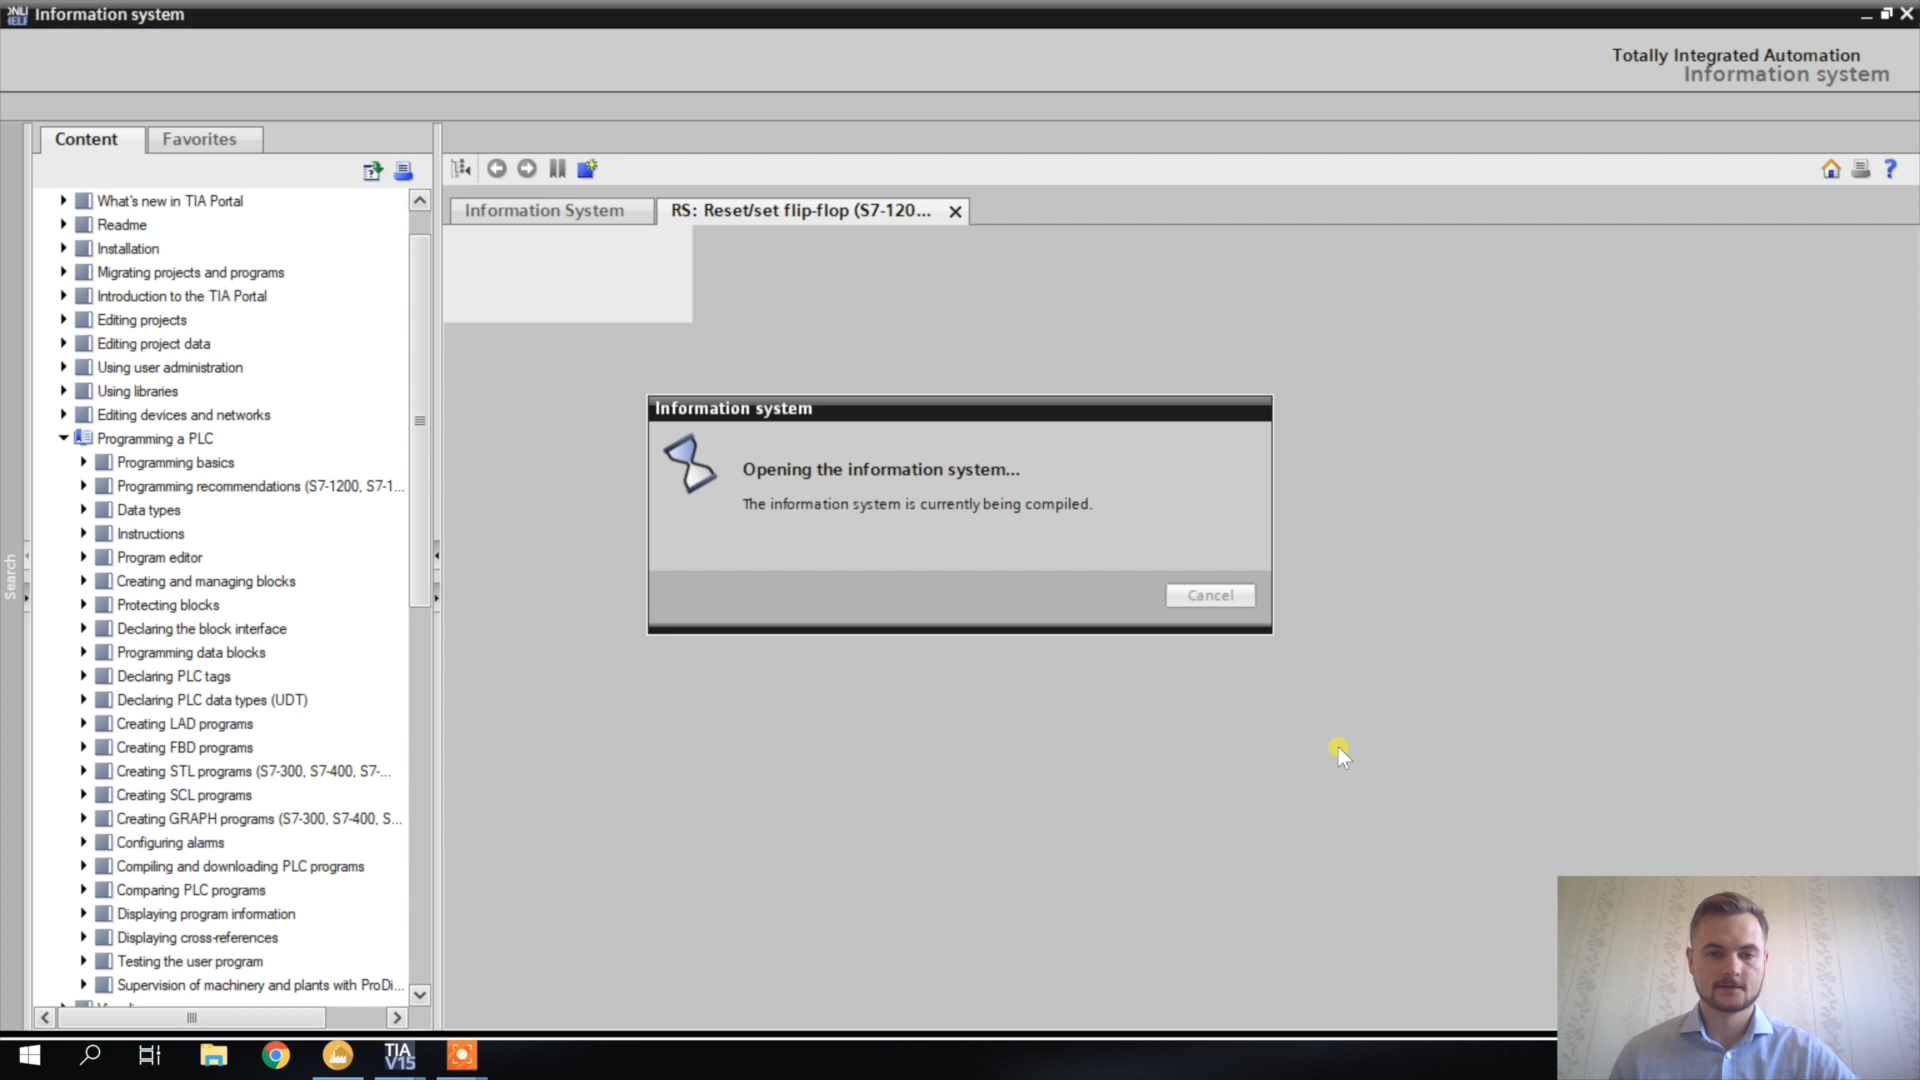 Information system
Totally Integrated Automation
Information system
Content
Favorites
What's new in TIA Portal
Readme
Installation
Migrating projects and programs
Introduction to the TIA Portal
Editing projects
Editing project data
Using user administration
Using libraries
Editing devices and networks
Programming a PLC
Programming basics
Programming recommendations (S7-1200, S7-1...
Data types
Instructions
Program editor
Creating and managing blocks
Protecting blocks
Declaring the block interface
Programming data blocks
Declaring PLC tags
Declaring PLC data types (UDT)
Creating LAD programs
Creating FBD programs
Creating STL programs (S7-300, S7-400, S7-...
Creating SCL programs
Creating GRAPH programs (S7-300, S7-400, S...
Configuring alarms
Compiling and downloading PLC programs
Comparing PLC programs
Displaying program information
Displaying cross-references
Testing the user program
Supervision of machinery and plants with ProDi...
Search
Information System
RS: Reset/set flip-flop (S7-120...
Information system
Opening the information system...
The information system is currently being compiled.
Cancel
TIA
V15